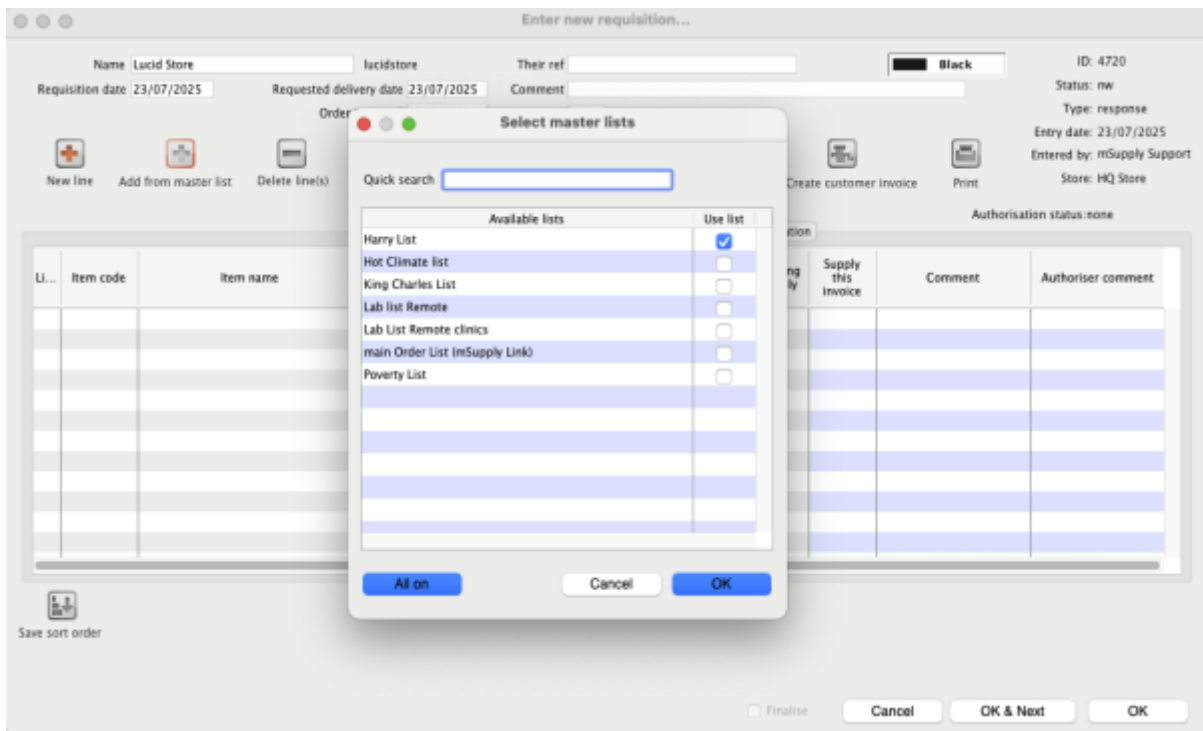 Enter new requisition...
Name Lucid Store lucidstore Their ref Black ID: 4720
Requisition date 23/07/2025 Requested delivery date 23/07/2025 Comment Status: nw
Order Type: response
Select master lists
Entry date: 23/07/2025
Entered by: mSupply Support
Store: HQ Store
New line Add from master list Delete line(s) Create customer invoice Print
Quick search
Authorisation status:none
Available lists Use list
Li... Item code Item name Supply this invoice Comment Authoriser comment
Harry List
Hot Climate list
King Charles List
Lab list Remote
Lab List Remote clinics
main Order List (mSupply Link)
Poverty List
All on Cancel OK
Save sort order
Finalise Cancel OK & Next OK